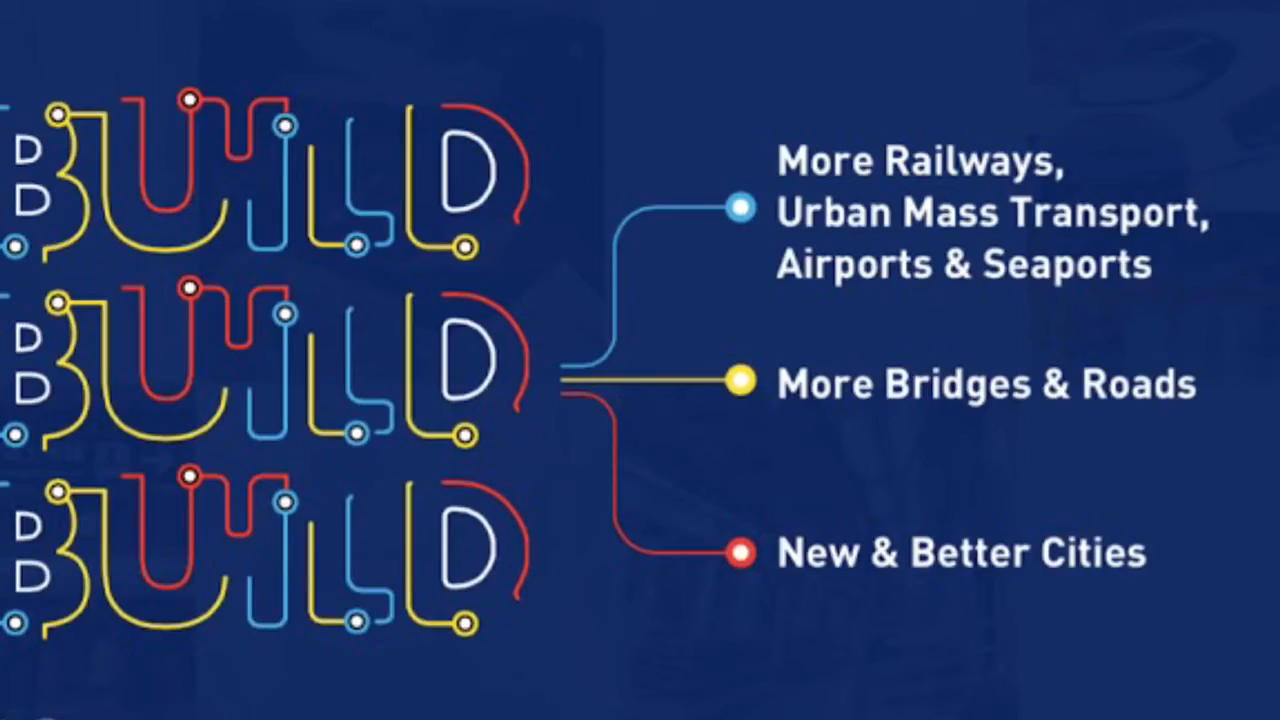 BUILD
BUILD
BUILD
More Railways,
Urban Mass Transport,
Airports & Seaports
More Bridges & Roads
New & Better Cities